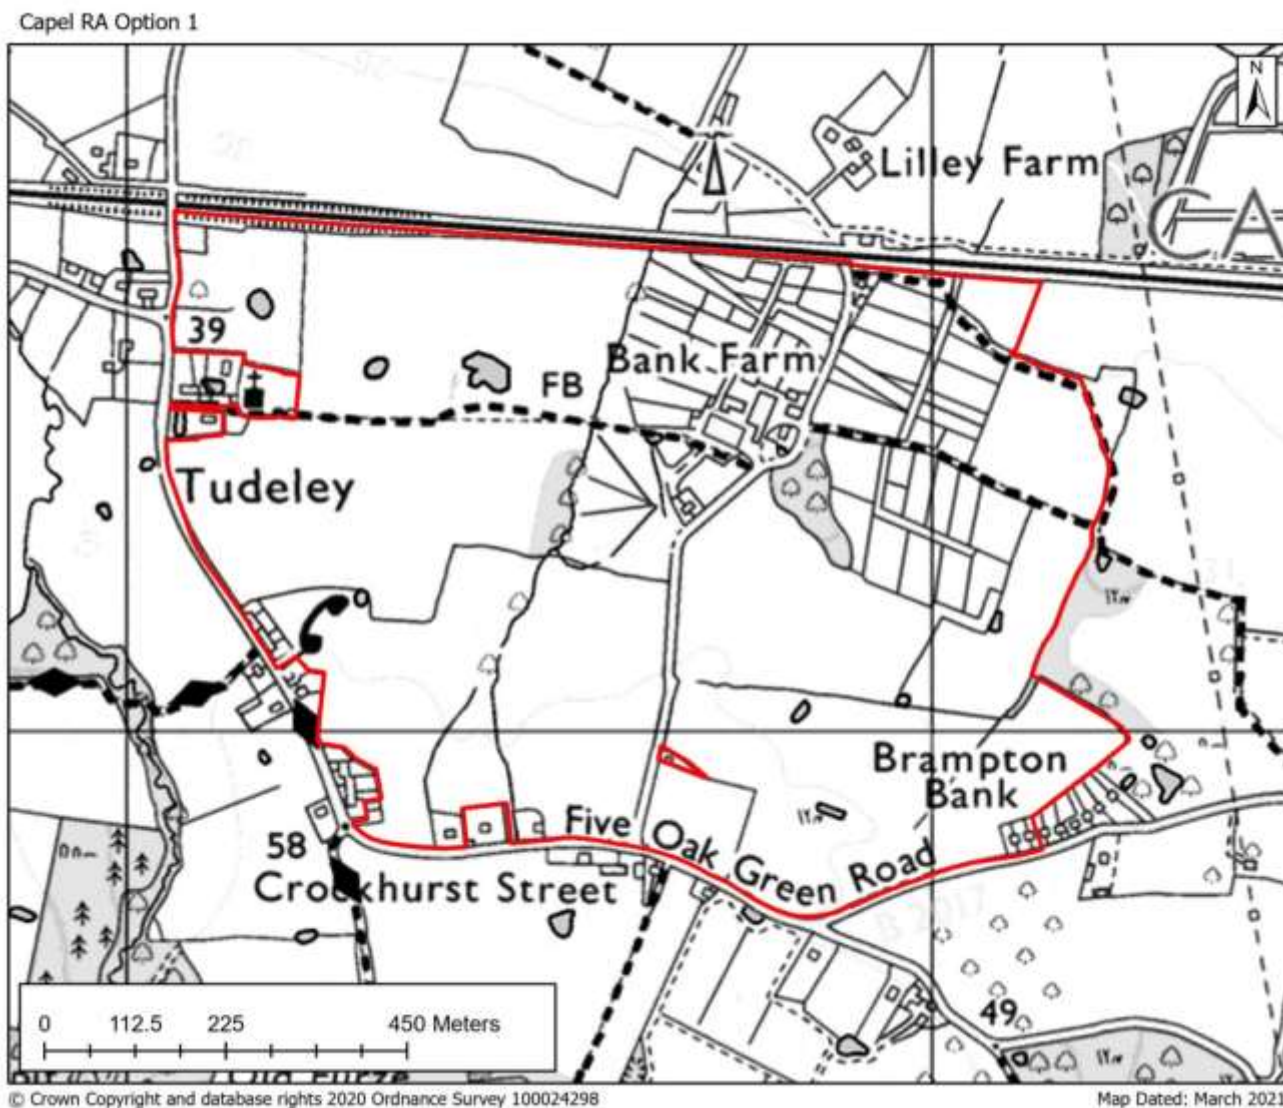 Capel RA Option 1
N
Lilley Farm
CA
39
Bank Farm
FB
Tudeley
Brampton
Bank
Five Oak Green Road
58
Crockhurst Street
B 2017
49
0 112.5 225 450 Meters
© Crown Copyright and database rights 2020 Ordnance Survey 100024298
Map Dated: March 2021